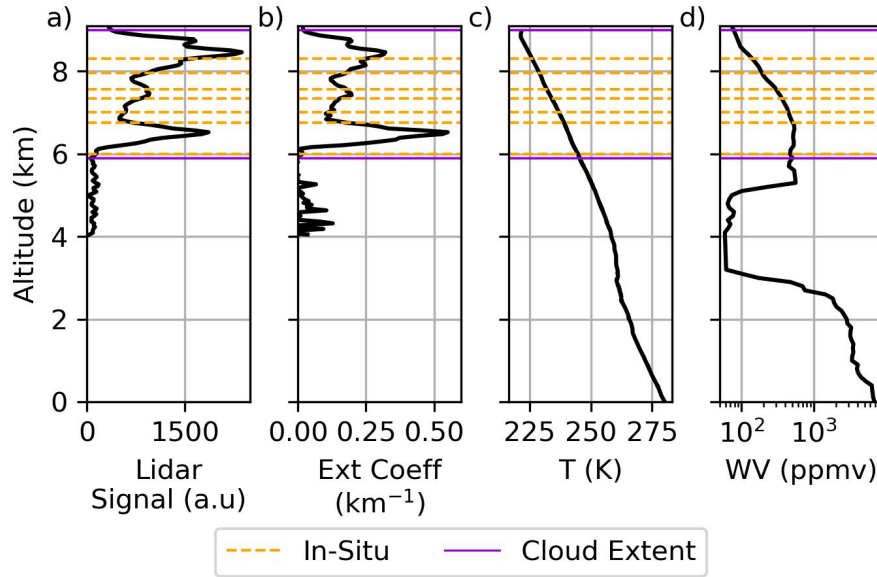 a)
b)
c)
d)
Altitude (km)
8
6
4
2
0
0
1500
0.00
0.25
0.50
225
250
275
10²
10³
Lidar
Signal (a.u)
Ext Coeff
(km⁻¹)
T (K)
WV (ppmv)
In-Situ
Cloud Extent